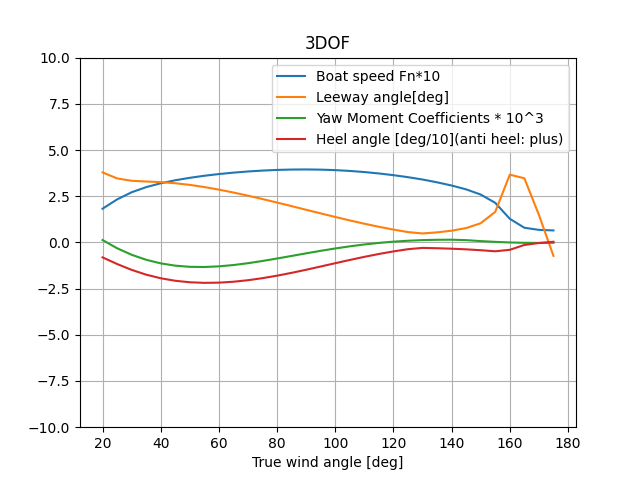 3DOF
10.0
7.5
5.0
2.5
0.0
−2.5
−5.0
−7.5
−10.0
Boat speed Fn*10
Leeway angle[deg]
Yaw Moment Coefficients * 10^3
Heel angle [deg/10](anti heel: plus)
20 40 60 80 100 120 140 160 180
True wind angle [deg]